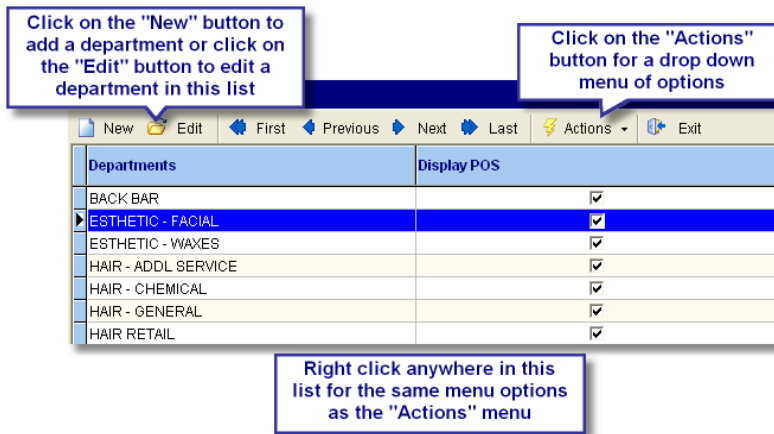 Click on the "New" button to
add a department or click on
the "Edit" button to edit a
department in this list
Click on the "Actions"
button for a drop down
menu of options
New Edit First Previous Next Last Actions Exit
Departments Display POS
BACK BAR
ESTHETIC - FACIAL
ESTHETIC - WAXES
HAIR - ADDL SERVICE
HAIR - CHEMICAL
HAIR - GENERAL
HAIR RETAIL
Right click anywhere in this
list for the same menu options
as the "Actions" menu